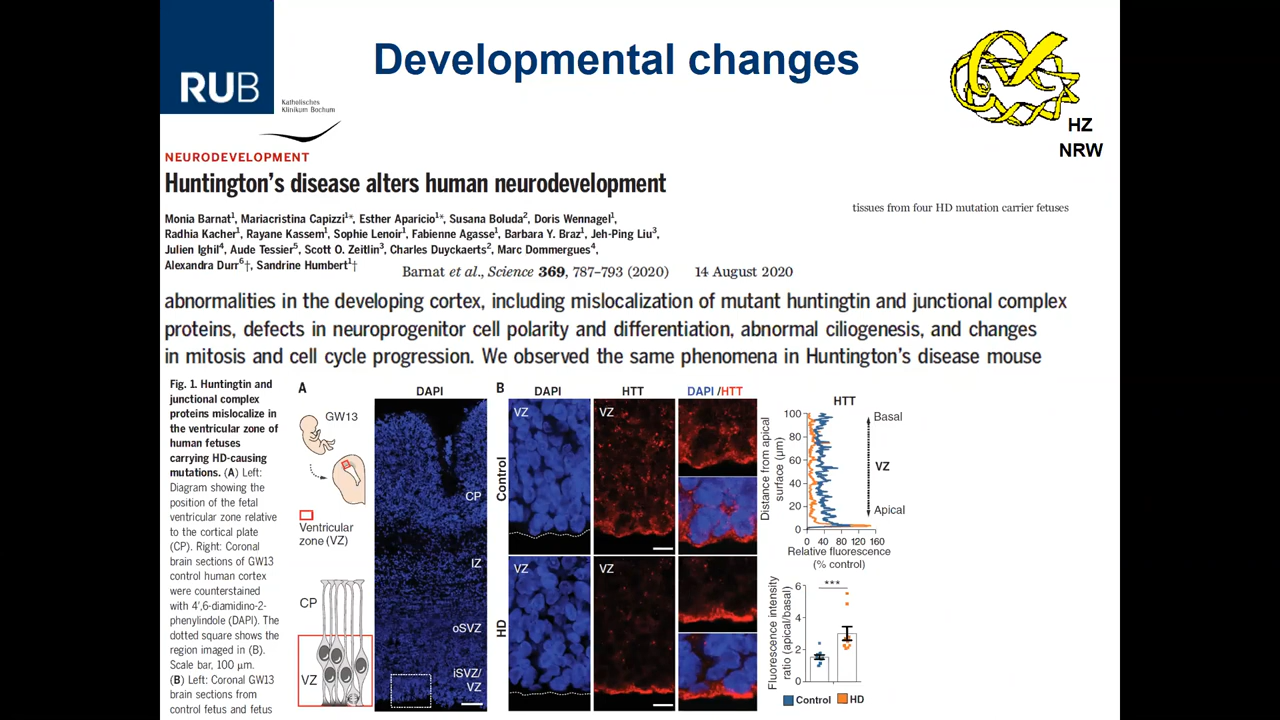 RUB
Katholisches
Klinikum Bochum
Developmental changes
HZ
NRW
NEURODEVELOPMENT
Huntington's disease alters human neurodevelopment
tissues from four HD mutation carrier fetuses
Monia Barnat1, Mariacristina Capizzi1*, Esther Aparicio1*, Susana Boluda2, Doris Wennagel1,
Radhia Kacher1, Rayane Kassem1, Sophie Lenoir1, Fabienne Agasse1, Barbara Y. Braz1, Jeh-Ping Liu3,
Julien Ighil4, Aude Tessier5, Scott O. Zeitlin3, Charles Duyckaerts2, Marc Dommergues4,
Alexandra Durr6†, Sandrine Humbert1†
Barnat et al., Science 369, 787–793 (2020) 14 August 2020
abnormalities in the developing cortex, including mislocalization of mutant huntingtin and junctional complex
proteins, defects in neuroprogenitor cell polarity and differentiation, abnormal ciliogenesis, and changes
in mitosis and cell cycle progression. We observed the same phenomena in Huntington's disease mouse
Fig. 1. Huntingtin and
junctional complex
proteins mislocalize in
the ventricular zone of
human fetuses
carrying HD-causing
mutations. (A) Left:
Diagram showing the
position of the fetal
ventricular zone relative
to the cortical plate
(CP). Right: Coronal
brain sections of GW13
control human cortex
were counterstained
with 4′,6-diamidino-2-
phenylindole (DAPI). The
dotted square shows the
region imaged in (B).
Scale bar, 100 μm.
(B) Left: Coronal GW13
brain sections from
control fetus and fetus
A
GW13
Ventricular
zone (VZ)
CP
VZ
DAPI
CP
IZ
oSVZ
iSVZ/
VZ
B
DAPI
HTT
DAPI /HTT
Control
VZ
VZ
HD
VZ
VZ
HTT
Distance from apical
surface (μm)
100
80
60
40
20
0
0 40 80 120 160
Relative fluorescence
(% control)
Basal
VZ
Apical
Fluorescence intensity
ratio (apical/basal)
6
4
2
0
***
Control
HD